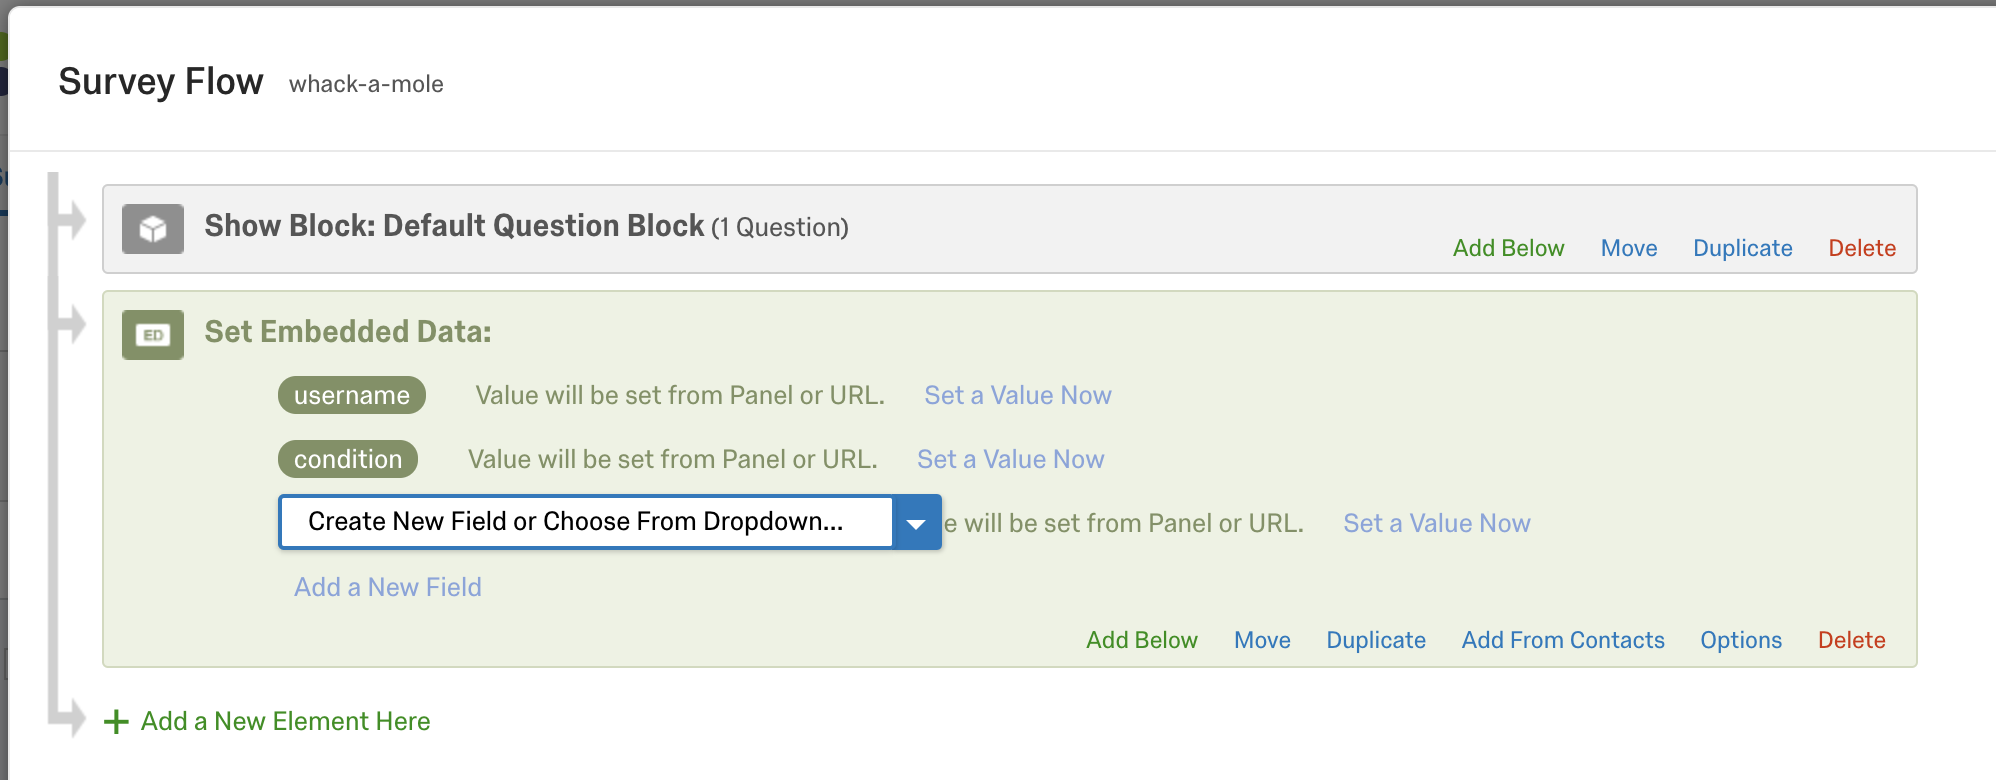 Survey Flow whack-a-mole
Show Block: Default Question Block (1 Question)
Add Below Move Duplicate Delete
ED
Set Embedded Data:
username Value will be set from Panel or URL. Set a Value Now
condition Value will be set from Panel or URL. Set a Value Now
Create New Field or Choose From Dropdown... e will be set from Panel or URL. Set a Value Now
Add a New Field
Add Below Move Duplicate Add From Contacts Options Delete
+ Add a New Element Here